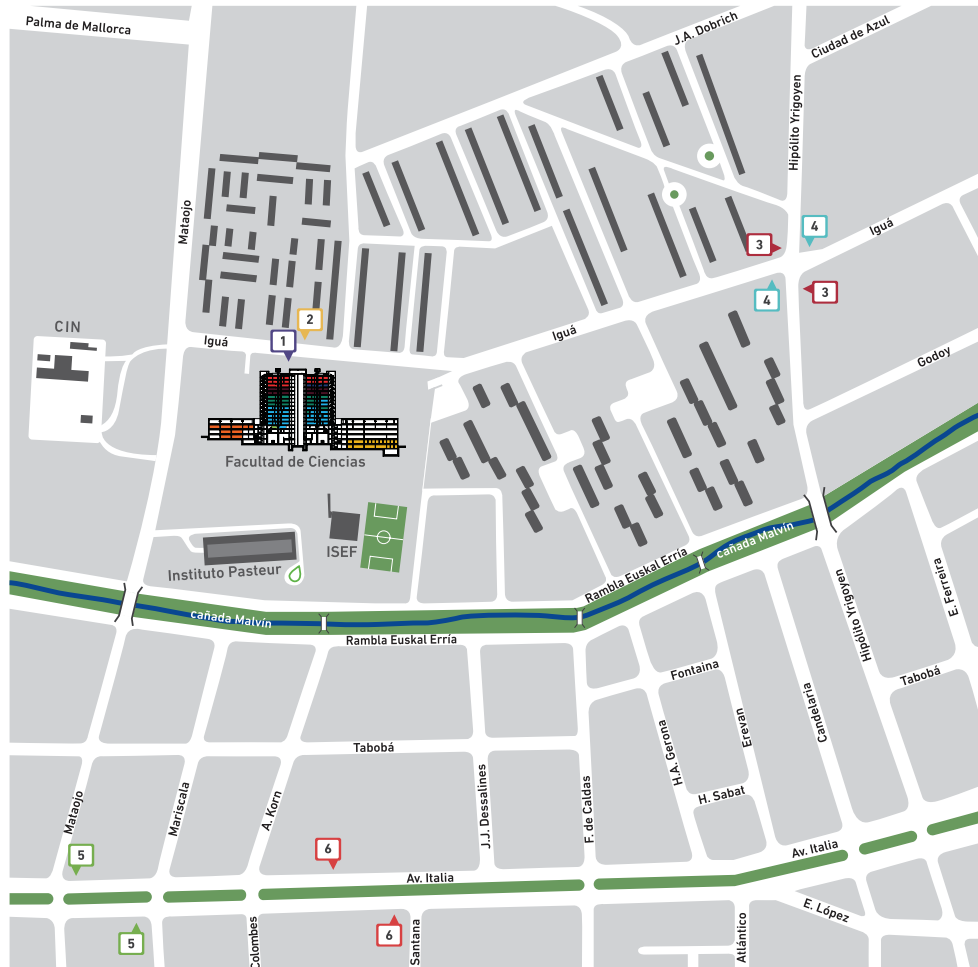 Palma de Mallorca
J.A. Dobrich
Ciudad de Azul
Hipólito Yrigoyen
Mataojo
Iguá
4
3
4
3
2
1
Iguá
Iguá
CIN
Godoy
Facultad de Ciencias
ISEF
Instituto Pasteur
cañada Malvín
Rambla Euskal Erría
cañada Malvín
Rambla Euskal Erría
Hipólito Yrigoyen
E. Ferreira
Fontaina
Tabobá
Candelaria
Erevan
H.A. Gerona
Tabobá
H. Sabat
Mataojo
Mariscala
A. Korn
J.J. Dessalines
F. de Caldas
5
6
Av. Italia
Av. Italia
E. López
5
6
Colombes
Santana
Atlántico